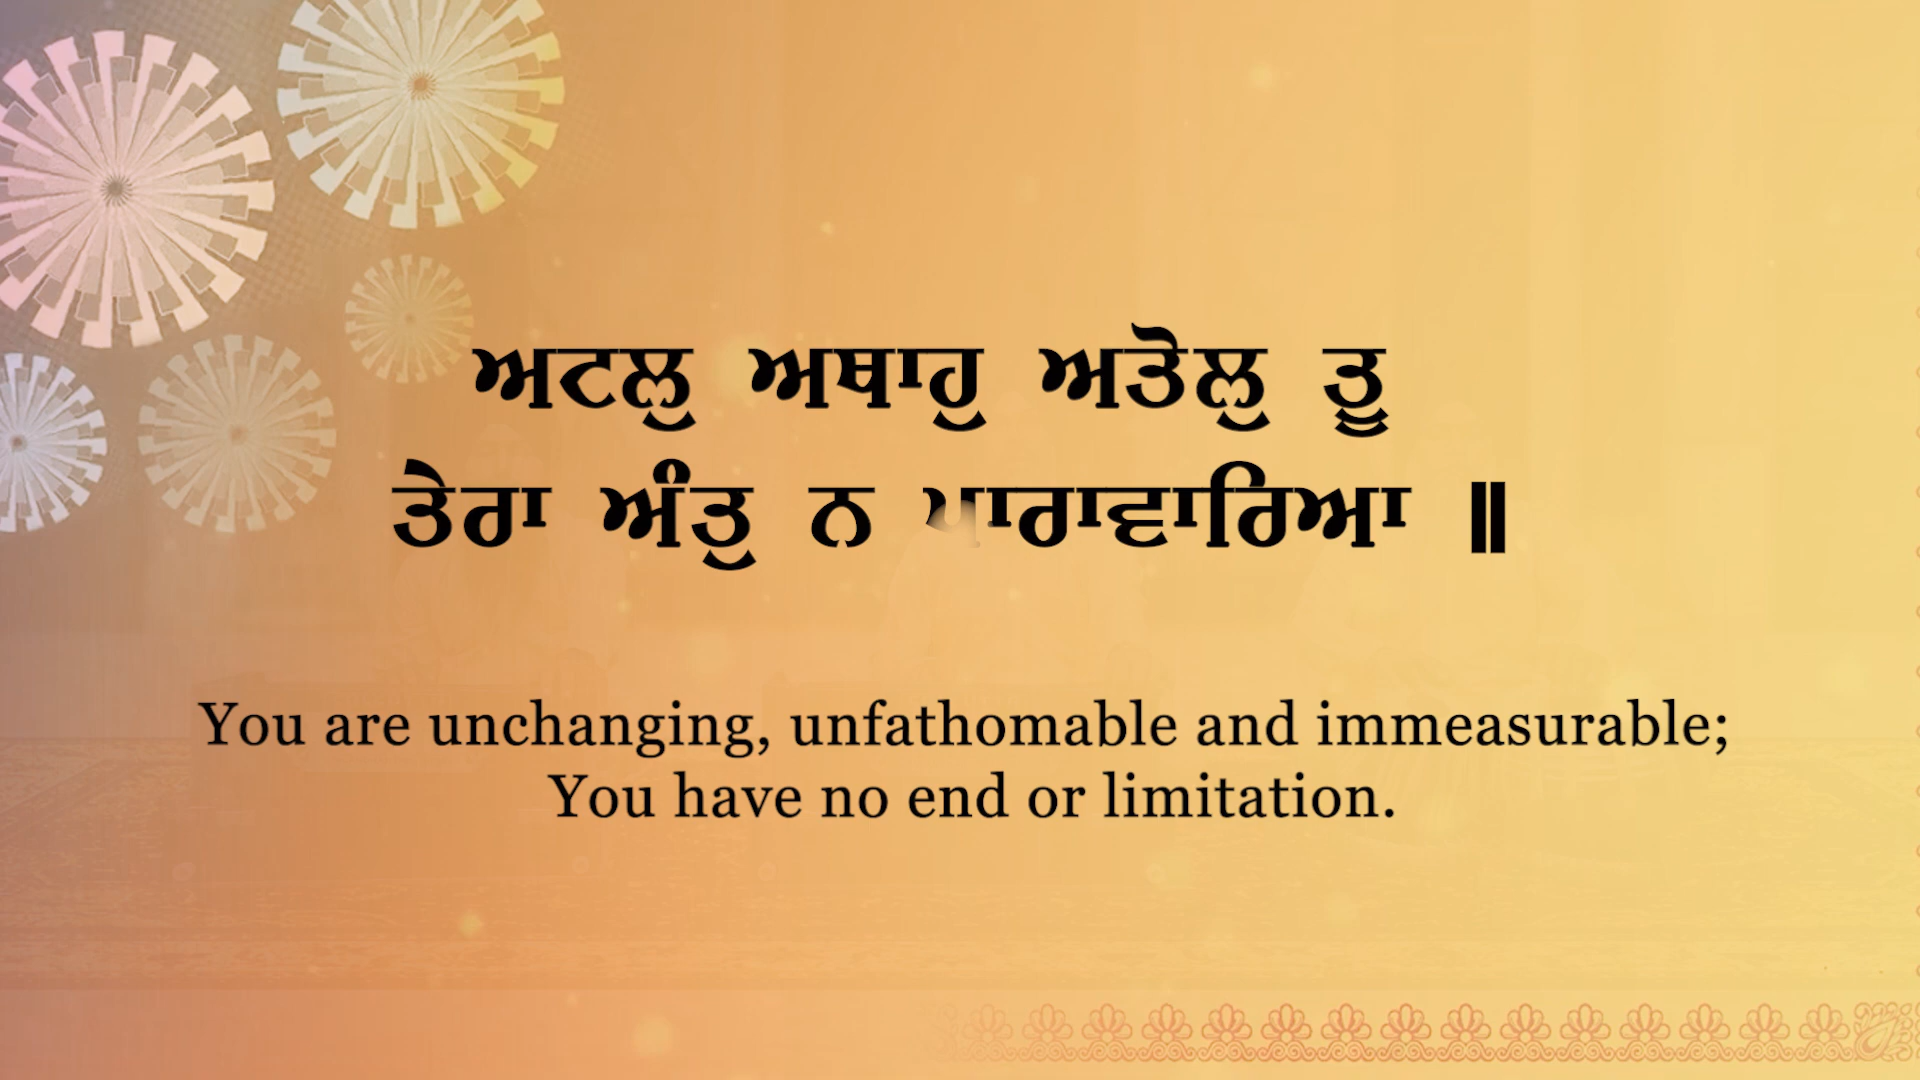 ਅਟਲੁ ਅਥਾਹੁ ਅਤੋਲੁ ਤੂ
ਤੇਰਾ ਅੰਤੁ ਨ ॥
You are unchanging, unfathomable and immeasurable;
You have no end or limitation.